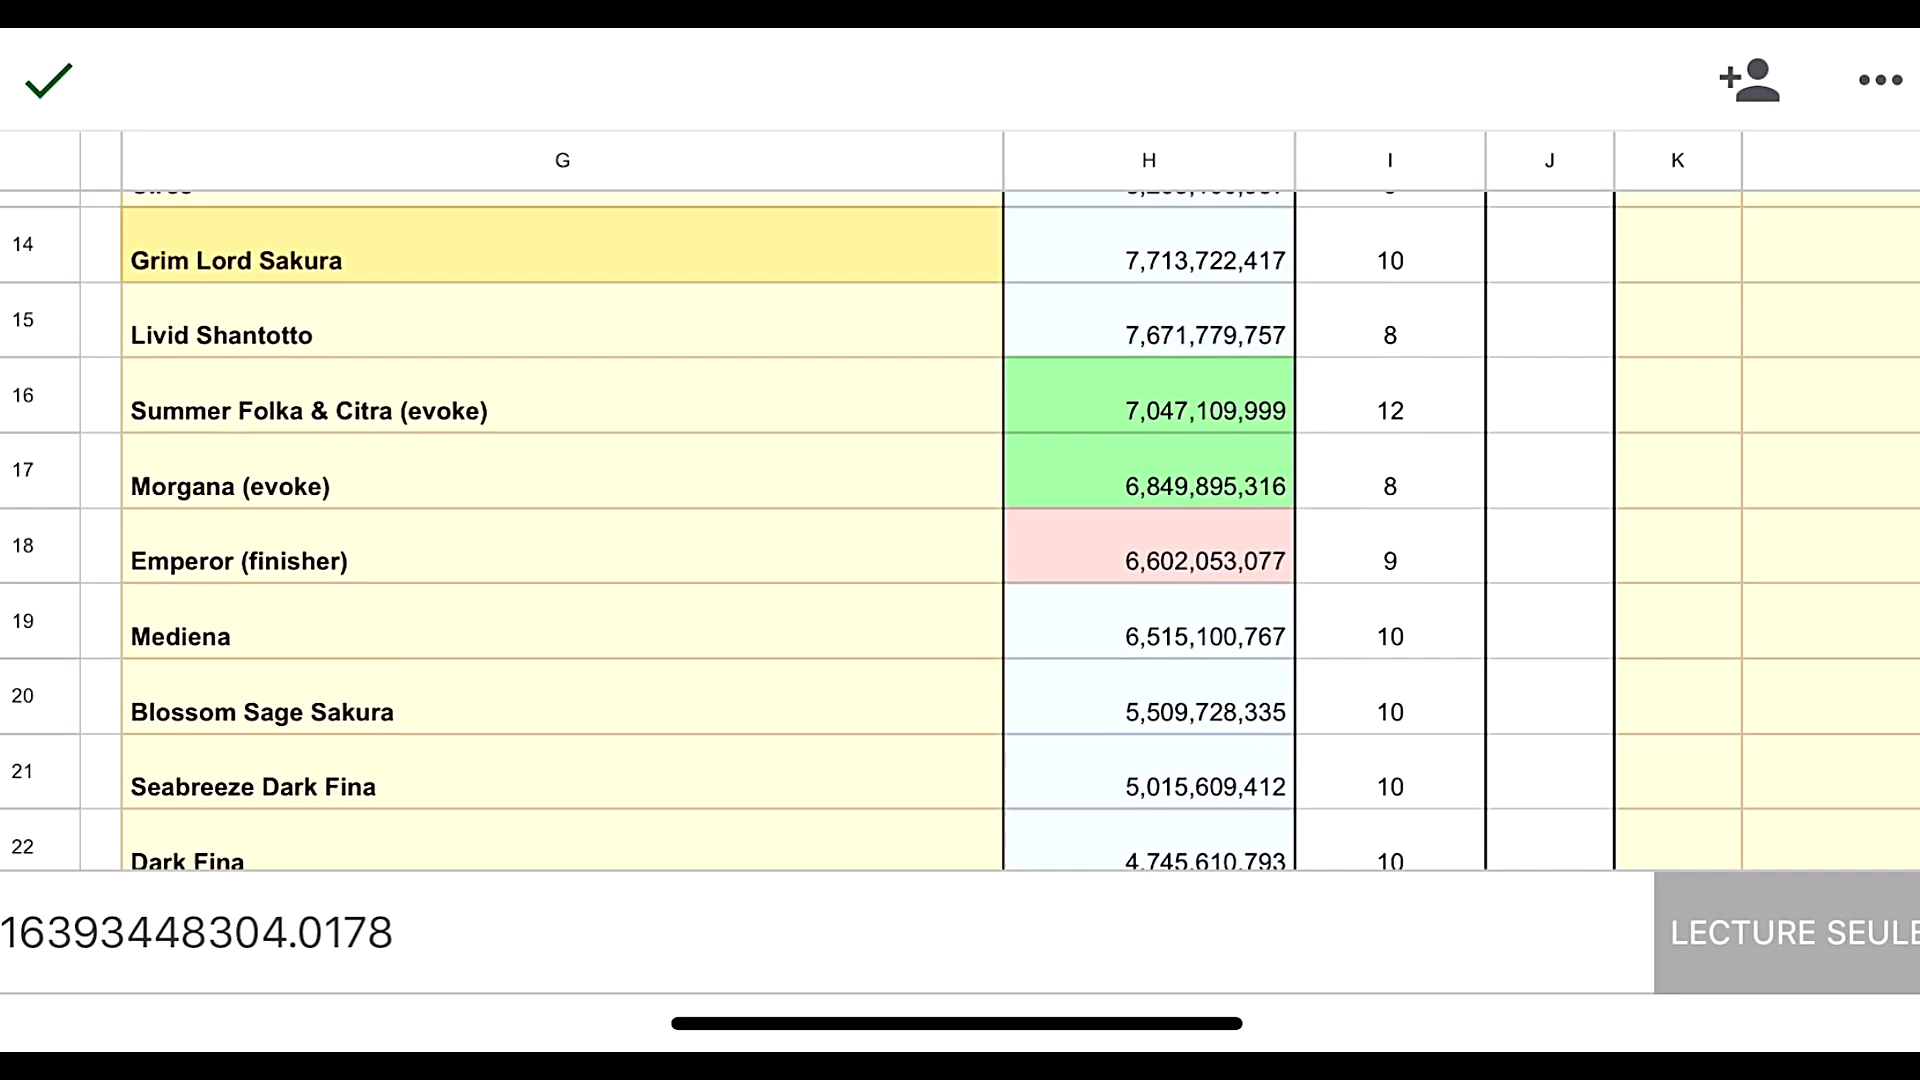 G H I J K
14 Grim Lord Sakura 7,713,722,417 10
15 Livid Shantotto 7,671,779,757 8
16 Summer Folka & Citra (evoke) 7,047,109,999 12
17 Morgana (evoke) 6,849,895,316 8
18 Emperor (finisher) 6,602,053,077 9
19 Mediena 6,515,100,767 10
20 Blossom Sage Sakura 5,509,728,335 10
21 Seabreeze Dark Fina 5,015,609,412 10
22 Dark Fina 4,745,610,793 10
16393448304.0178 LECTURE SEULE